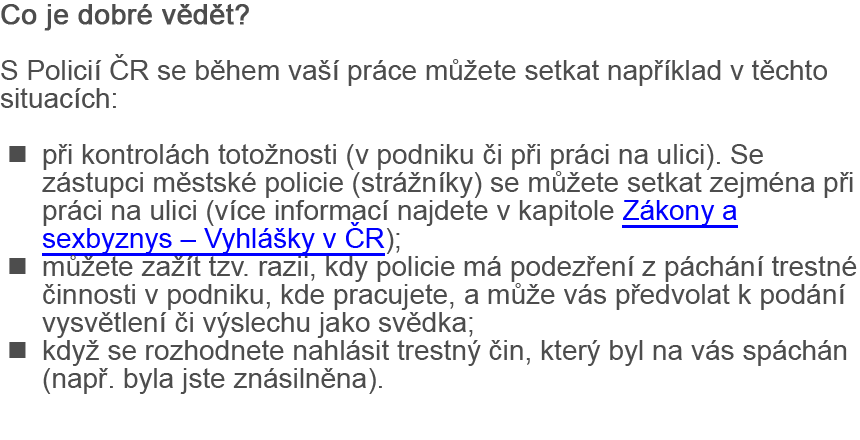 Co je dobré vědět?
S Policií ČR se během vaší práce můžete setkat například v těchto
situacích:
■ při kontrolách totožnosti (v podniku či při práci na ulici). Se
zástupci městské policie (strážníky) se můžete setkat zejména při
práci na ulici (více informací najdete v kapitole Zákony a
sexbyznys – Vyhlášky v ČR);
■ můžete zažít tzv. razii, kdy policie má podezření z páchání trestné
činnosti v podniku, kde pracujete, a může vás předvolat k podání
vysvětlení či výslechu jako svědka;
■ když se rozhodnete nahlásit trestný čin, který byl na vás spáchán
(např. byla jste znásilněna).